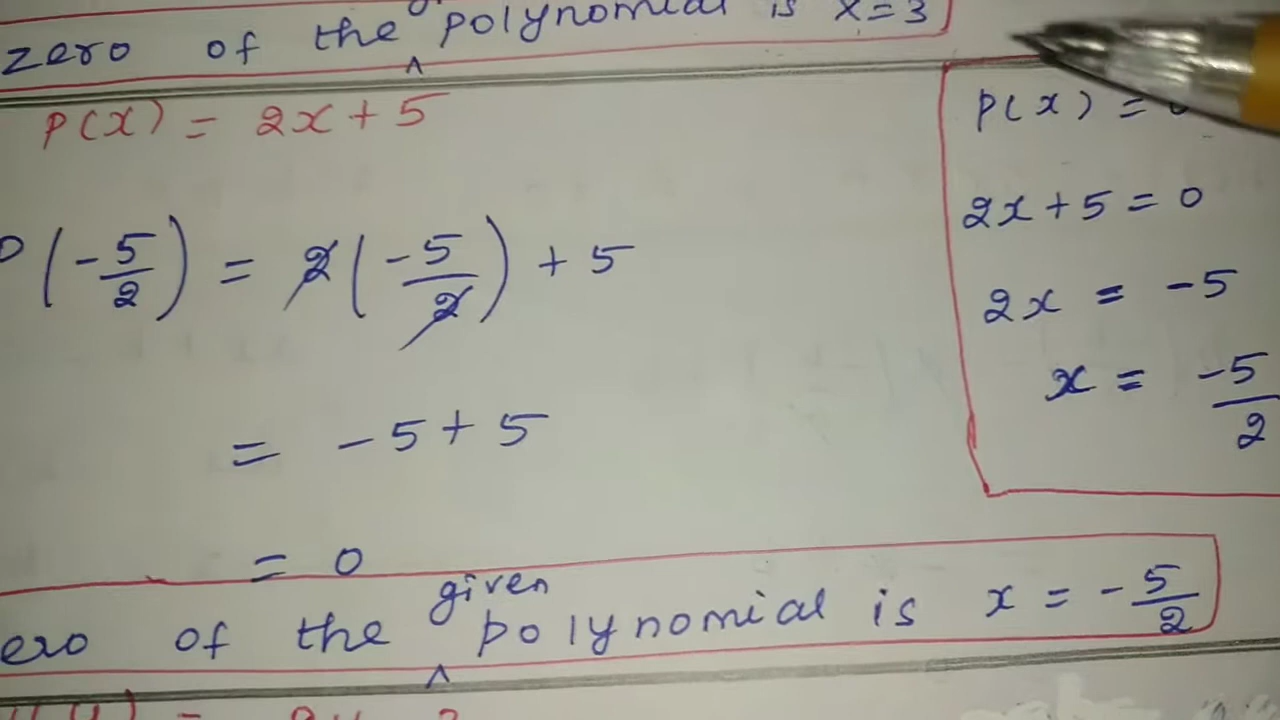 zero of the polynomial is x = 3
P(x) = 2x + 5
P(-5/2) = 2(-5/2) + 5
= -5 + 5
= 0
P(x) = 0
2x + 5 = 0
2x = -5
x = -5/2
ero of the given polynomial is x = -5/2